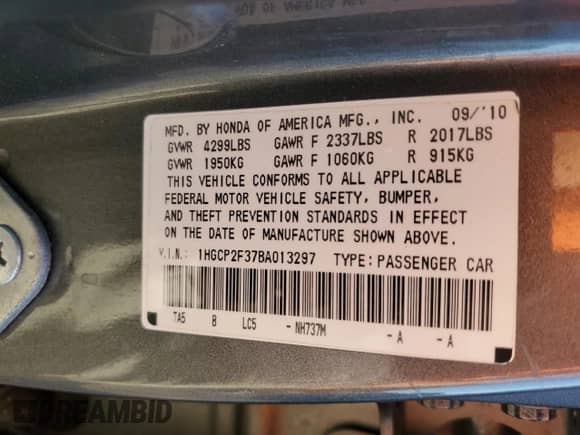 MFD. BY HONDA OF AMERICA MFG., INC. 09/'10
GVWR 4299LBS GAWR F 2337LBS R 2017LBS
GVWR 1950KG GAWR F 1060KG R 915KG
THIS VEHICLE CONFORMS TO ALL APPLICABLE
FEDERAL MOTOR VEHICLE SAFETY, BUMPER,
AND THEFT PREVENTION STANDARDS IN EFFECT
ON THE DATE OF MANUFACTURE SHOWN ABOVE.
V.I.N.: 1HGCP2F37BA013297 TYPE: PASSENGER CAR
TA5 B LC5 - NH737M - A - A
DREAMBID